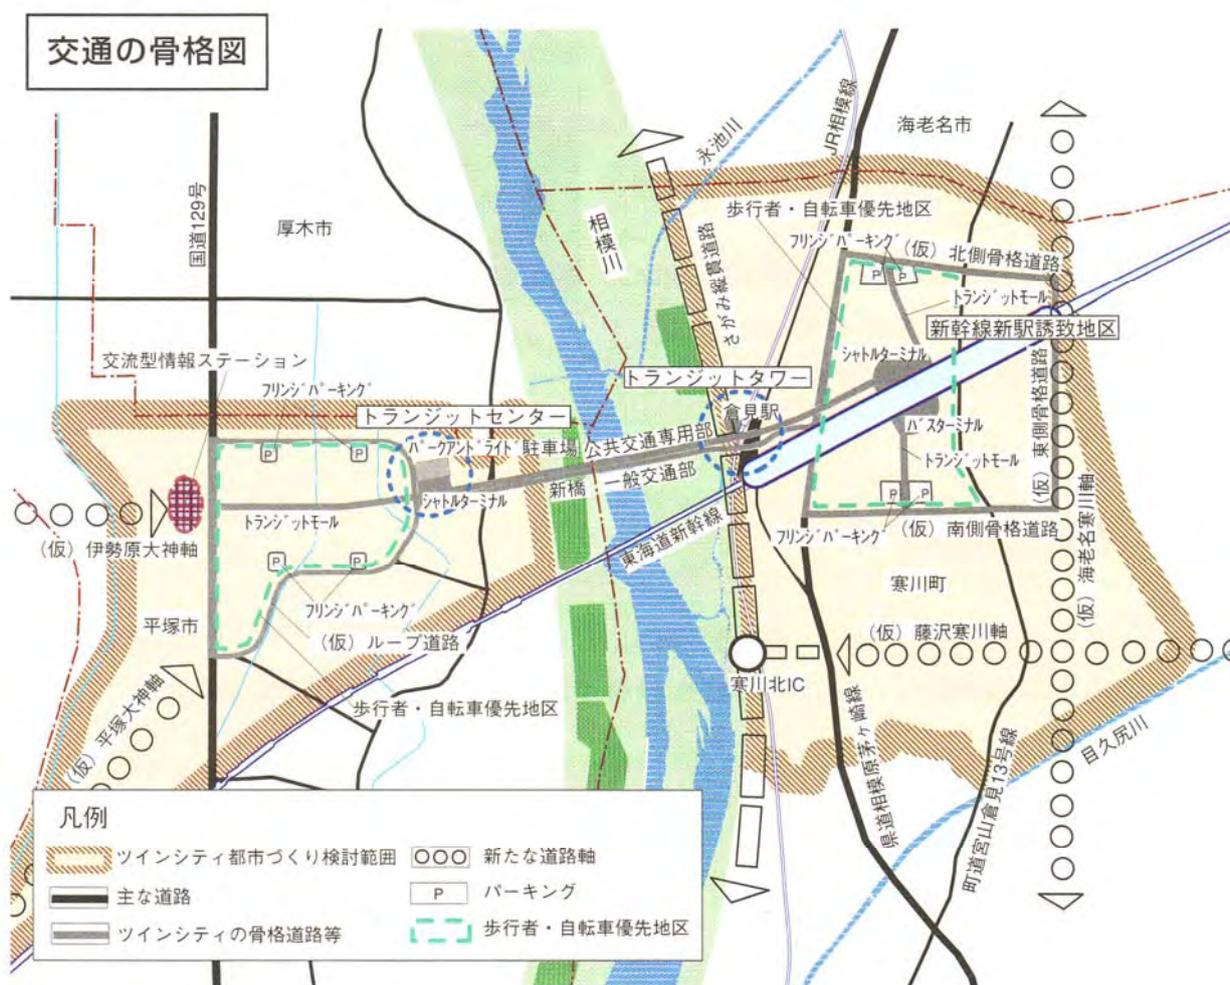 交通の骨格図
海老名市
JR相模線
永池川
国道129号
厚木市
相模川
さがみ縦貫道路
歩行者・自転車優先地区
フリンジパーキング
(仮) 北側骨格道路
P
P
トランジットモール
新幹線新駅誘致地区
シャトルターミナル
バスターミナル
トランジットモール
(仮) 東側骨格道路
P
P
フリンジパーキング
(仮) 南側骨格道路
(仮) 海老名寒川軸
交流型情報ステーション
フリンジパーキング
トランジットセンター
トランジットタワー
倉見駅
パークアンドライド駐車場
公共交通専用部
新橋
一般交通部
P
P
シャトルターミナル
トランジットモール
(仮) 伊勢原大神軸
P
P
フリンジパーキング
(仮) ループ道路
東海道新幹線
平塚市
歩行者・自転車優先地区
(仮) 平塚大神軸
寒川町
(仮) 藤沢寒川軸
寒川北IC
県道相模原茅ヶ崎線
町道宮山倉見13号線
目久尻川
凡例
ツインシティ都市づくり検討範囲
主な道路
ツインシティの骨格道路等
新たな道路軸
P
パーキング
歩行者・自転車優先地区